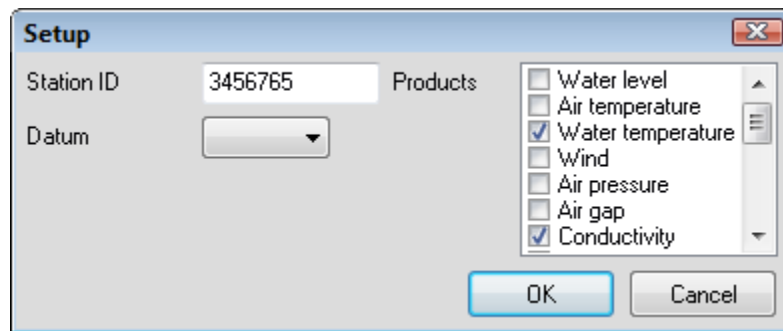 Setup
Station ID
3456765
Products
Datum
Water level
Air temperature
Water temperature
Wind
Air pressure
Air gap
Conductivity
OK
Cancel